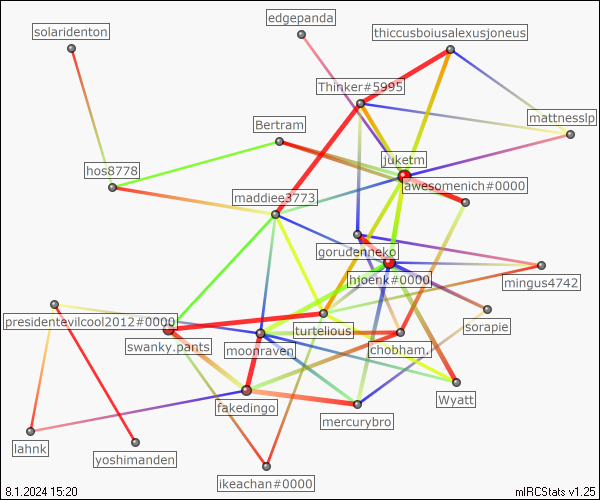 edgepanda
solaridenton
thiccusboiusalexusjoneus
Thinker#5995
mattnesslp
Bertram
juketm
hos8778
awesomenich#0000
maddiee3773
gorudenneko
hjoenk#0000
mingus4742
presidentevilcool2012#0000
sorapie
turtelious
swanky.pants
moonraven
chobham.
Wyatt
fakedingo
mercurybro
lahnk
yoshimanden
ikeachan#0000
8.1.2024 15:20
mIRCStats v1.25